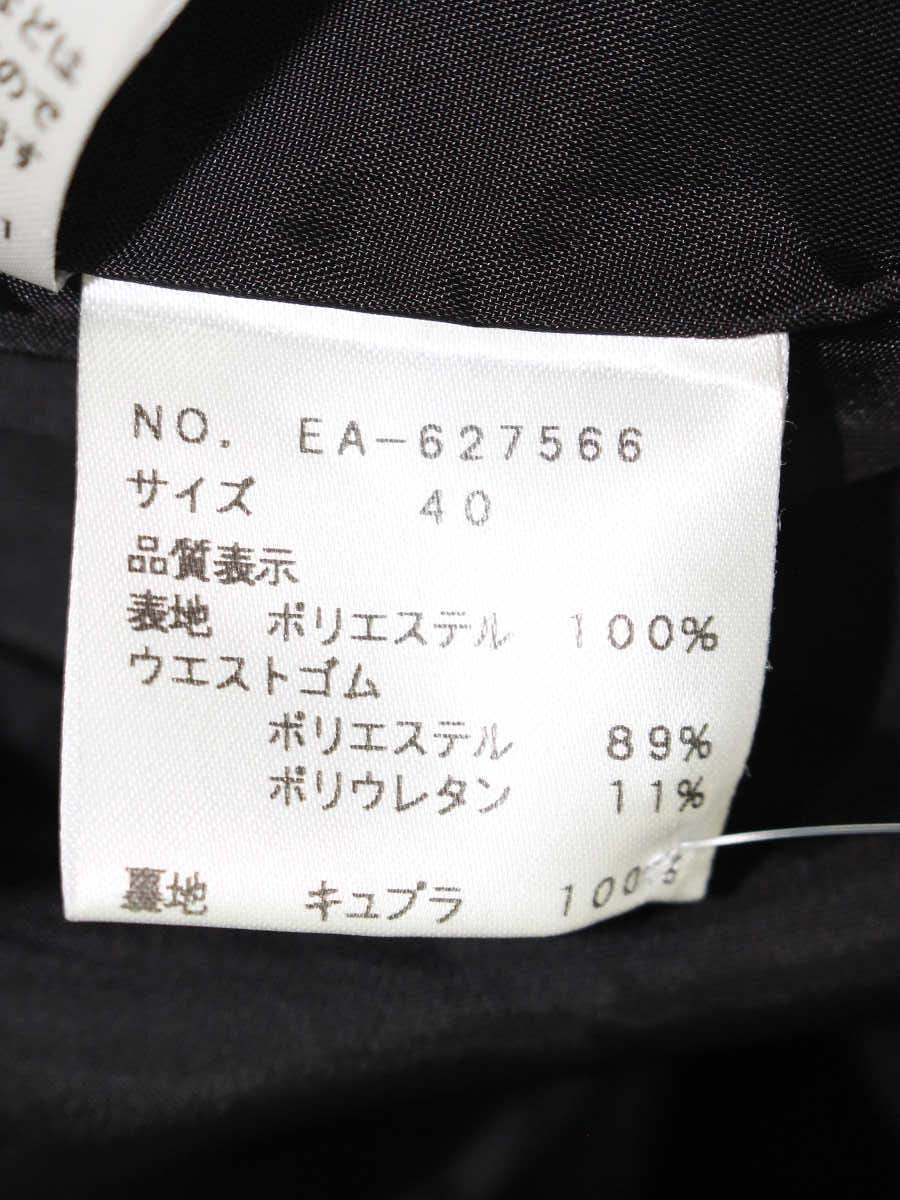 NO. EA-627566
サイズ 40
品質表示
表地 ポリエステル 100%
ウエストゴム
ポリエステル 89%
ポリウレタン 11%
裏地 キュプラ 100%